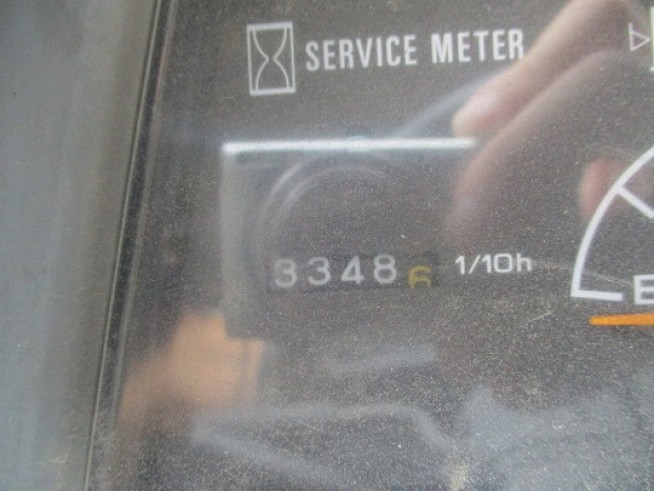 SERVICE METER
33486 1/10h
E